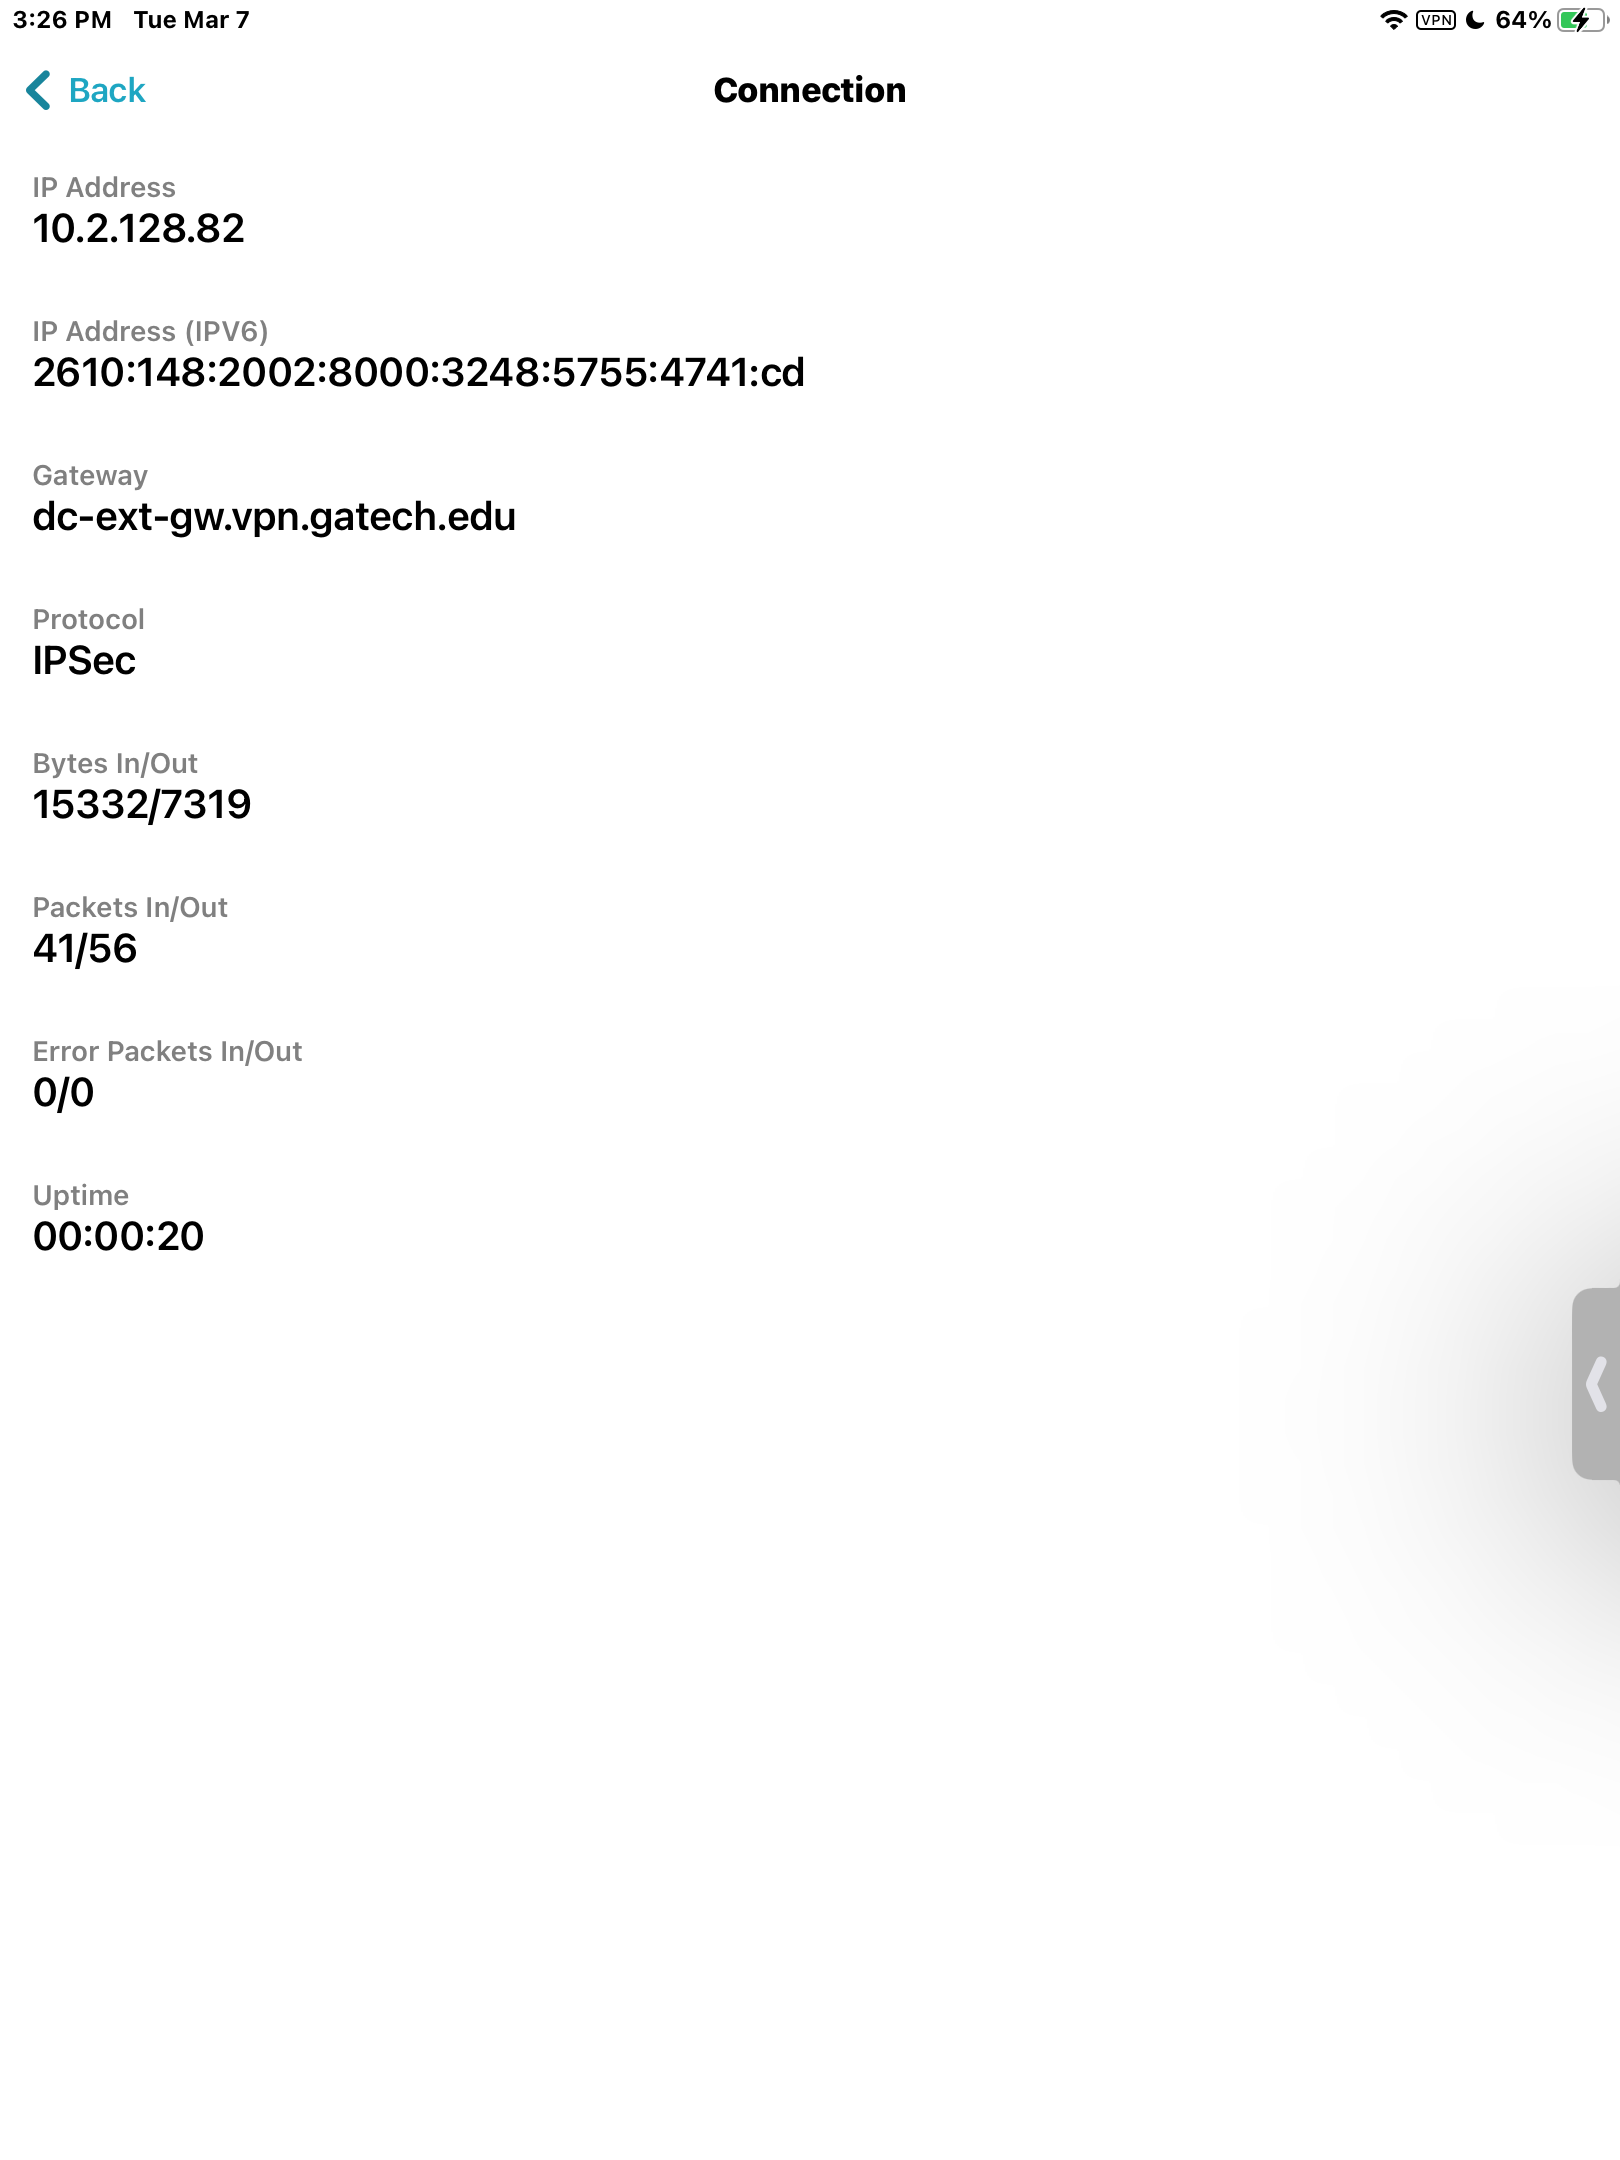 3:26 PM Tue Mar 7 VPN 64%
Back Connection
IP Address
10.2.128.82
IP Address (IPV6)
2610:148:2002:8000:3248:5755:4741:cd
Gateway
dc-ext-gw.vpn.gatech.edu
Protocol
IPSec
Bytes In/Out
15332/7319
Packets In/Out
41/56
Error Packets In/Out
0/0
Uptime
00:00:20